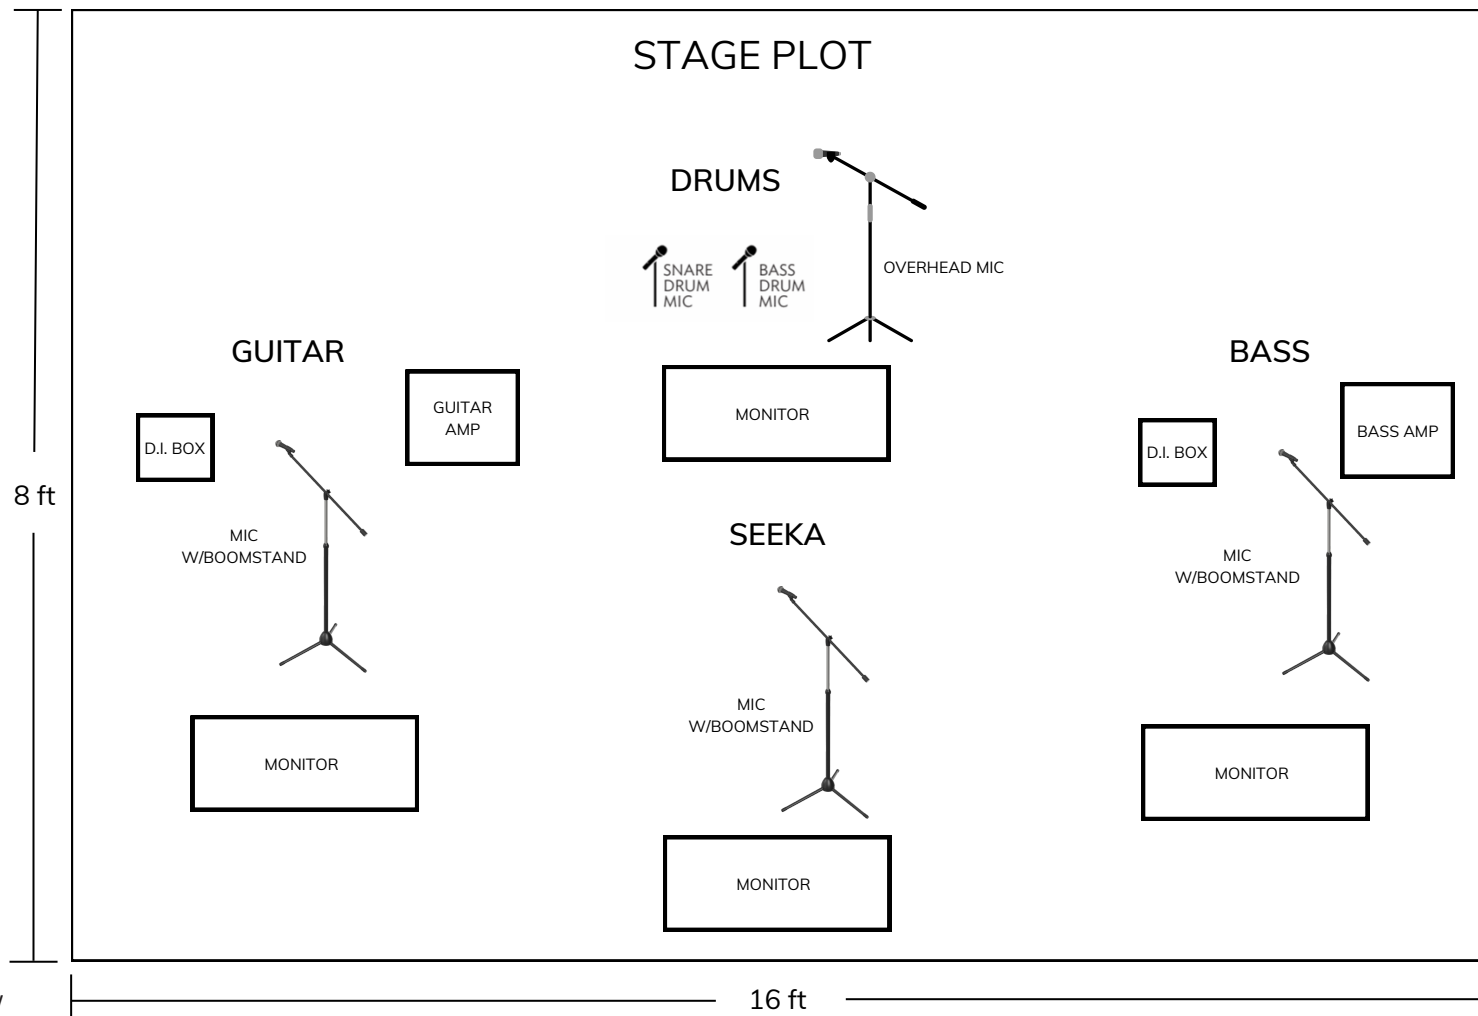 STAGE PLOT
DRUMS
SNARE
DRUM
MIC
BASS
DRUM
MIC
OVERHEAD MIC
GUITAR
D.I. BOX
GUITAR
AMP
MIC
W/BOOMSTAND
MONITOR
MONITOR
SEEKA
MIC
W/BOOMSTAND
MONITOR
BASS
D.I. BOX
BASS AMP
MIC
W/BOOMSTAND
MONITOR
8 ft
16 ft